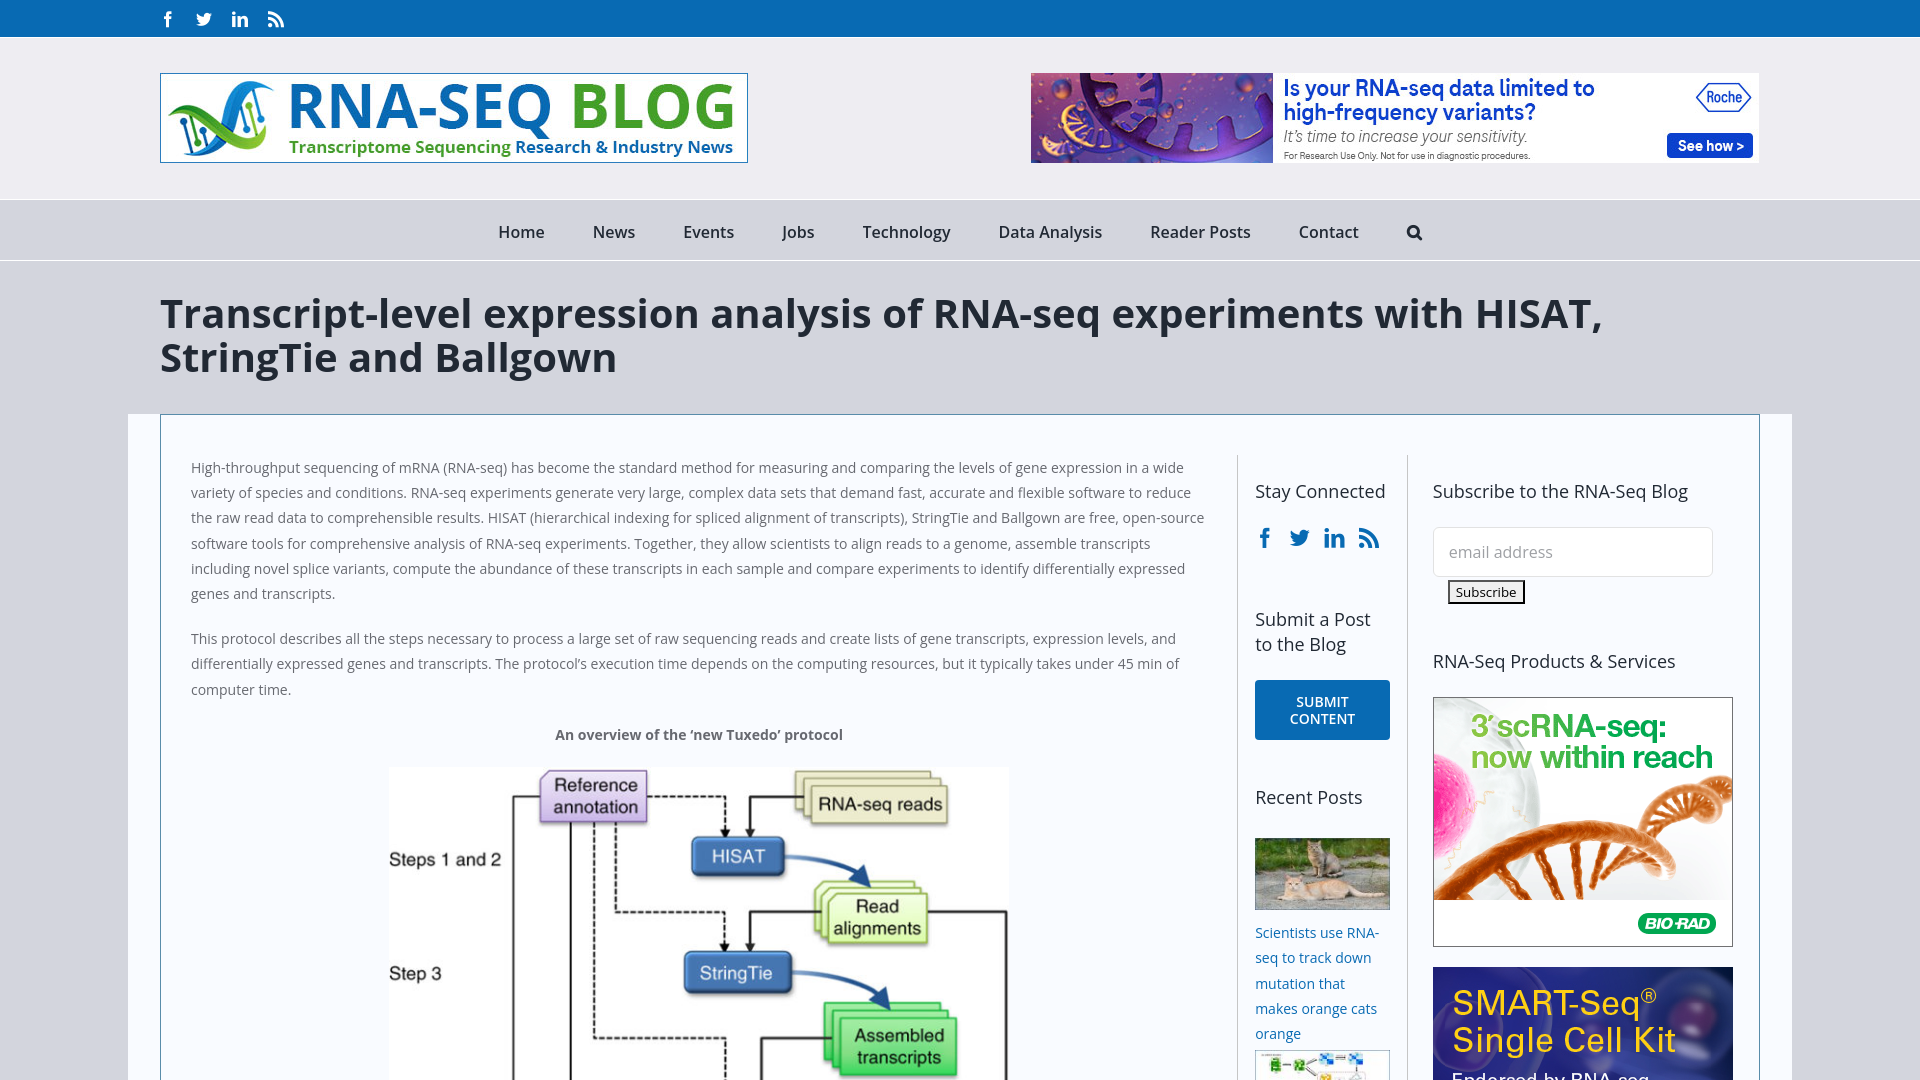 RNA-SEQ BLOG
Transcriptome Sequencing Research & Industry News
Is your RNA-seq data limited to
high-frequency variants?
It's time to increase your sensitivity.
For Research Use Only. Not for use in diagnostic procedures.
Roche
See how >
Home News Events Jobs Technology Data Analysis Reader Posts Contact
Transcript-level expression analysis of RNA-seq experiments with HISAT,
StringTie and Ballgown
High-throughput sequencing of mRNA (RNA-seq) has become the standard method for measuring and comparing the levels of gene expression in a wide
variety of species and conditions. RNA-seq experiments generate very large, complex data sets that demand fast, accurate and flexible software to reduce
the raw read data to comprehensible results. HISAT (hierarchical indexing for spliced alignment of transcripts), StringTie and Ballgown are free, open-source
software tools for comprehensive analysis of RNA-seq experiments. Together, they allow scientists to align reads to a genome, assemble transcripts
including novel splice variants, compute the abundance of these transcripts in each sample and compare experiments to identify differentially expressed
genes and transcripts.
This protocol describes all the steps necessary to process a large set of raw sequencing reads and create lists of gene transcripts, expression levels, and
differentially expressed genes and transcripts. The protocol’s execution time depends on the computing resources, but it typically takes under 45 min of
computer time.
An overview of the ‘new Tuxedo’ protocol
Reference
annotation
RNA-seq reads
Steps 1 and 2
HISAT
Read
alignments
Step 3
StringTie
Assembled
transcripts
Stay Connected
Submit a Post
to the Blog
SUBMIT
CONTENT
Recent Posts
Scientists use RNA-
seq to track down
mutation that
makes orange cats
orange
Subscribe to the RNA-Seq Blog
email address
Subscribe
RNA-Seq Products & Services
3′ scRNA-seq:
now within reach
BIO-RAD
SMART-Seq®
Single Cell Kit
Endorsed by RNA-seq